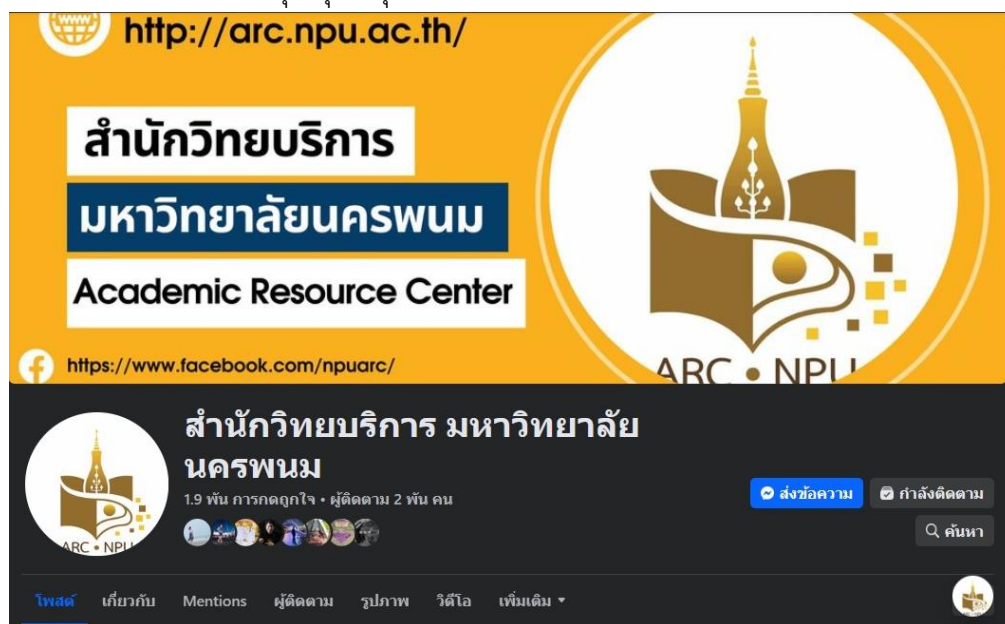 www
http://arc.npu.ac.th/
สำนักวิทยบริการ
มหาวิทยาลัยนครพนม
Academic Resource Center
https://www.facebook.com/npuarc/
ARC • NPU
สำนักวิทยบริการ มหาวิทยาลัย
นครพนม
1.9 พัน การกดถูกใจ • ผู้ติดตาม 2 พัน คน
ส่งข้อความ
กำลังติดตาม
ค้นหา
ARC • NPU
โพสต์ เกี่ยวกับ Mentions ผู้ติดตาม รูปภาพ วิดีโอ เพิ่มเติม